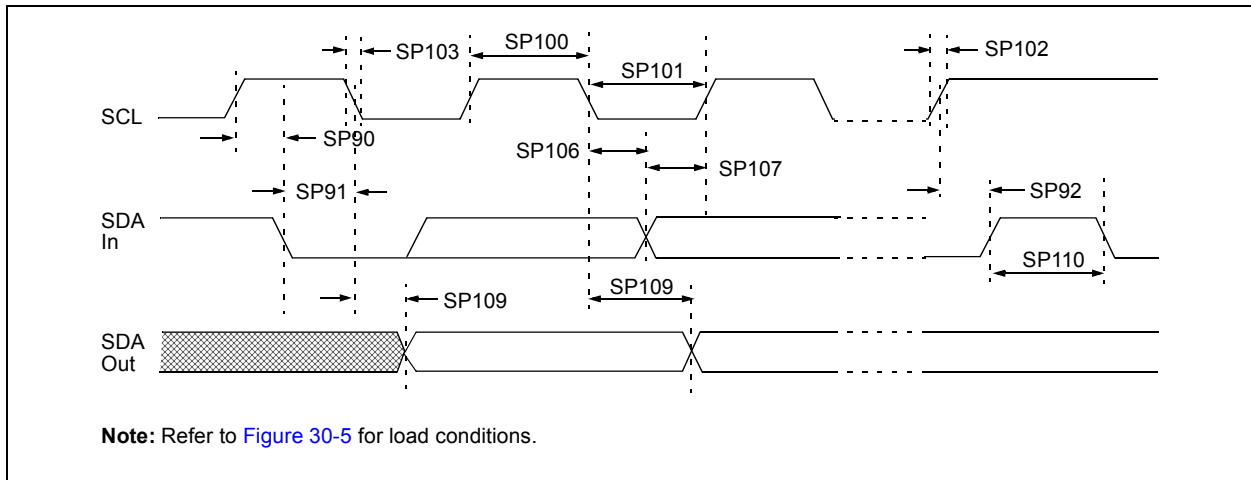 SP103
SP100
SP102
SP101
SCL
SP90
SP106
SP107
SP91
SP92
SDA
In
SP110
SP109
SP109
SDA
Out
Note: Refer to Figure 30-5 for load conditions.